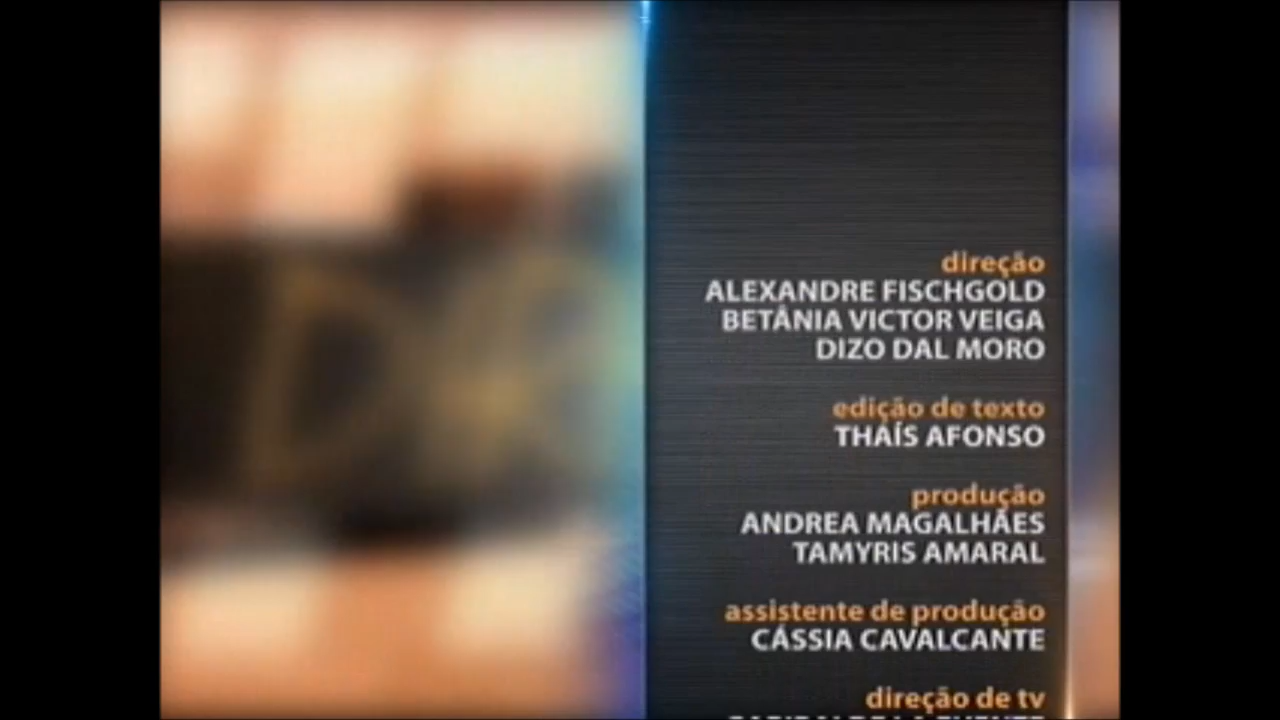 direção
ALEXANDRE FISCHGOLD
BETÂNIA VICTOR VEIGA
DIZO DAL MORO
edição de texto
THAÍS AFONSO
produção
ANDREA MAGALHÃES
TAMYRIS AMARAL
assistente de produção
CÁSSIA CAVALCANTE
direção de tv